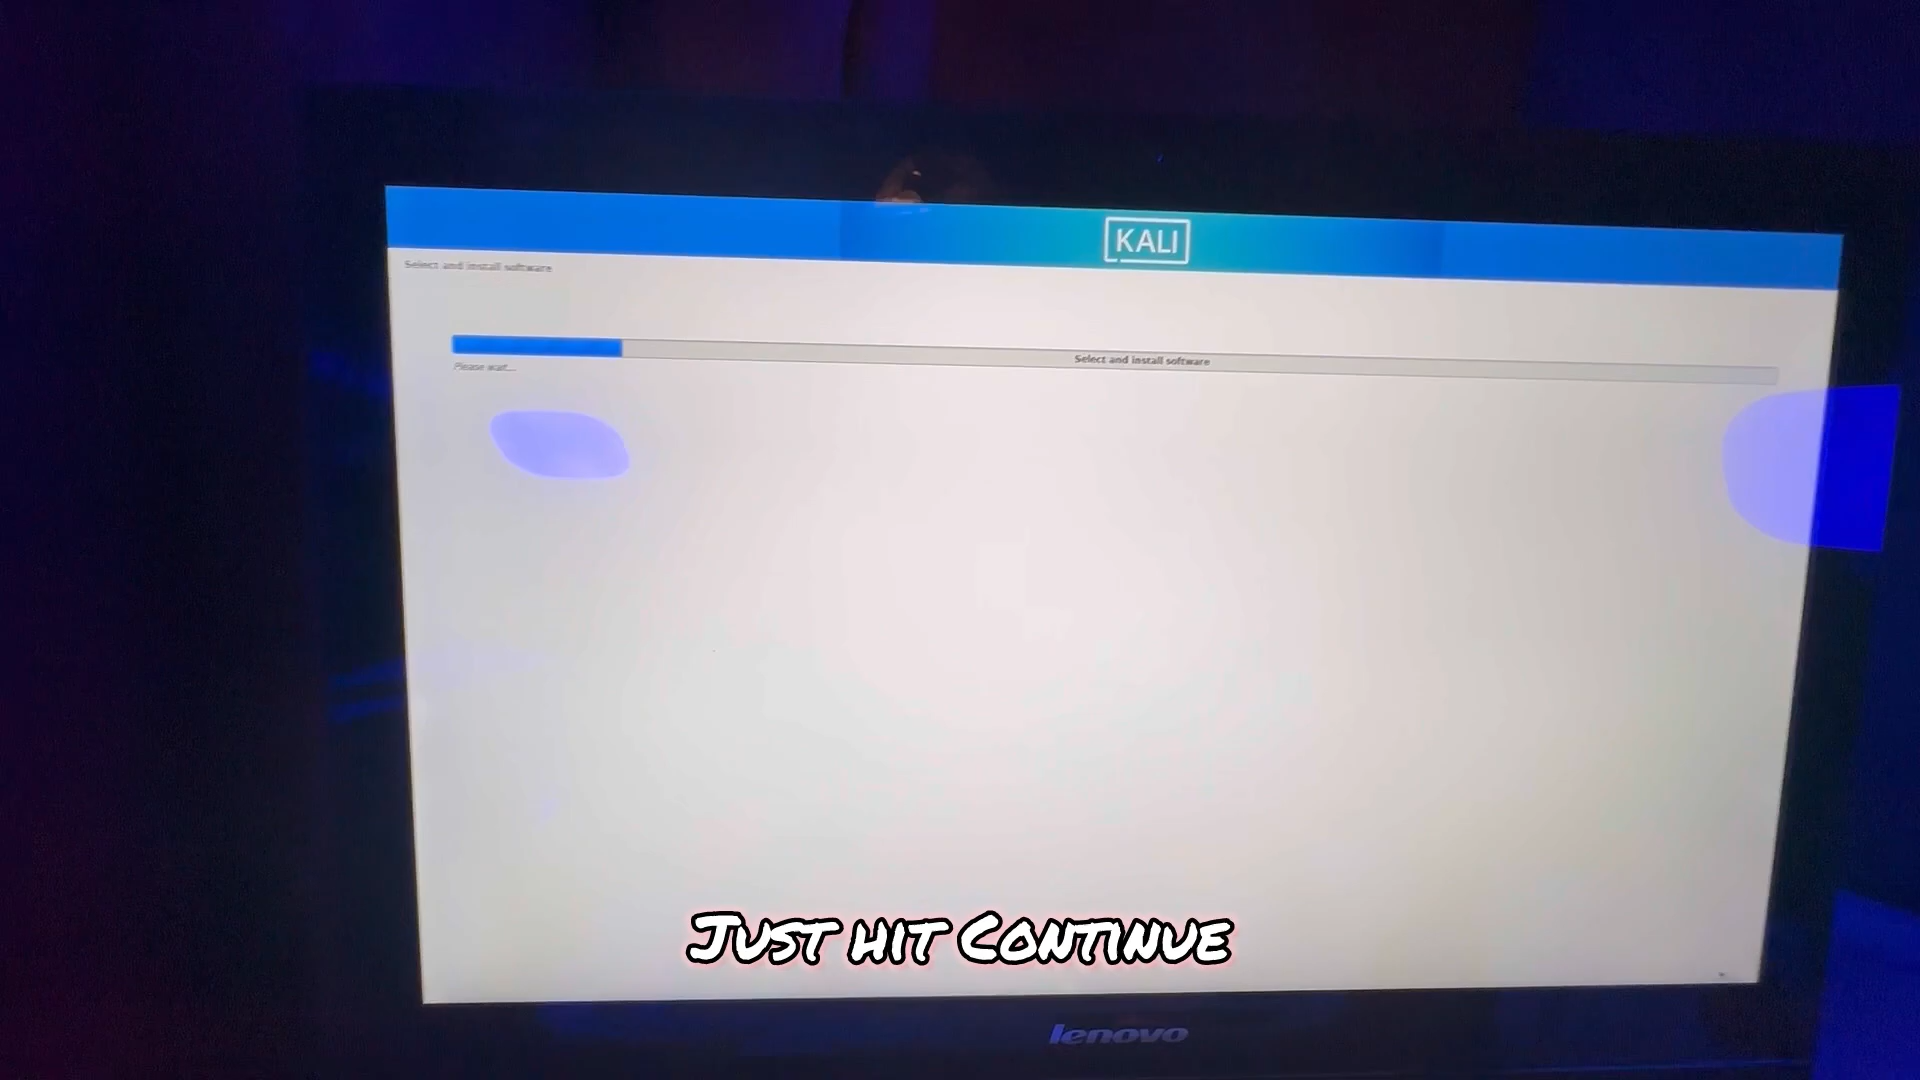 KALI
Select and install software
Select and install software
Please wait...
Just hit Continue
lenovo